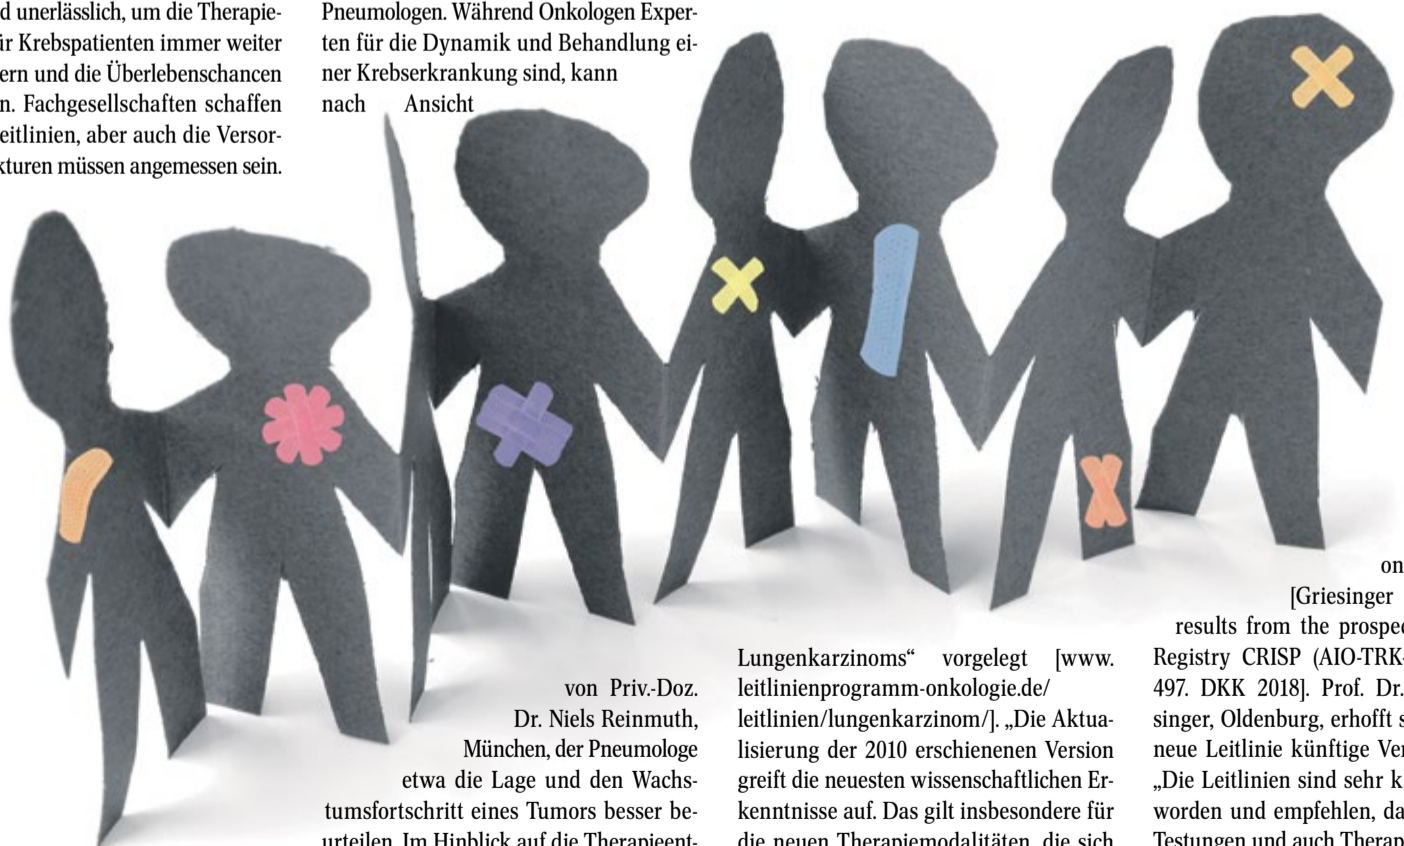 d unerlässlich, um die Therapie-
ür Krebspatienten immer weiter
ern und die Überlebenschancen
n. Fachgesellschaften schaffen
eitlinien, aber auch die Versor-
kturen müssen angemessen sein.
Pneumologen. Während Onkologen Exper-
ten für die Dynamik und Behandlung ei-
ner Krebserkrankung sind, kann
nach Ansicht
von Priv.-Doz.
Dr. Niels Reinmuth,
München, der Pneumologe
etwa die Lage und den Wachs-
tumsfortschritt eines Tumors besser be-
urteilen. Im Hinblick auf die Therapieent-
Lungenkarzinoms“ vorgelegt [www.
leitlinienprogramm-onkologie.de/
leitlinien/lungenkarzinom/]. „Die Aktua-
lisierung der 2010 erschienenen Version
greift die neuesten wissenschaftlichen Er-
kenntnisse auf. Das gilt insbesondere für
die neuen Therapiemodalitäten, die sich
on
[Griesinger
results from the prospec
Registry CRISP (AIO-TRK-
497. DKK 2018]. Prof. Dr.
singer, Oldenburg, erhofft s
neue Leitlinie künftige Ver
„Die Leitlinien sind sehr k
worden und empfehlen, da
Testungen und auch Therap